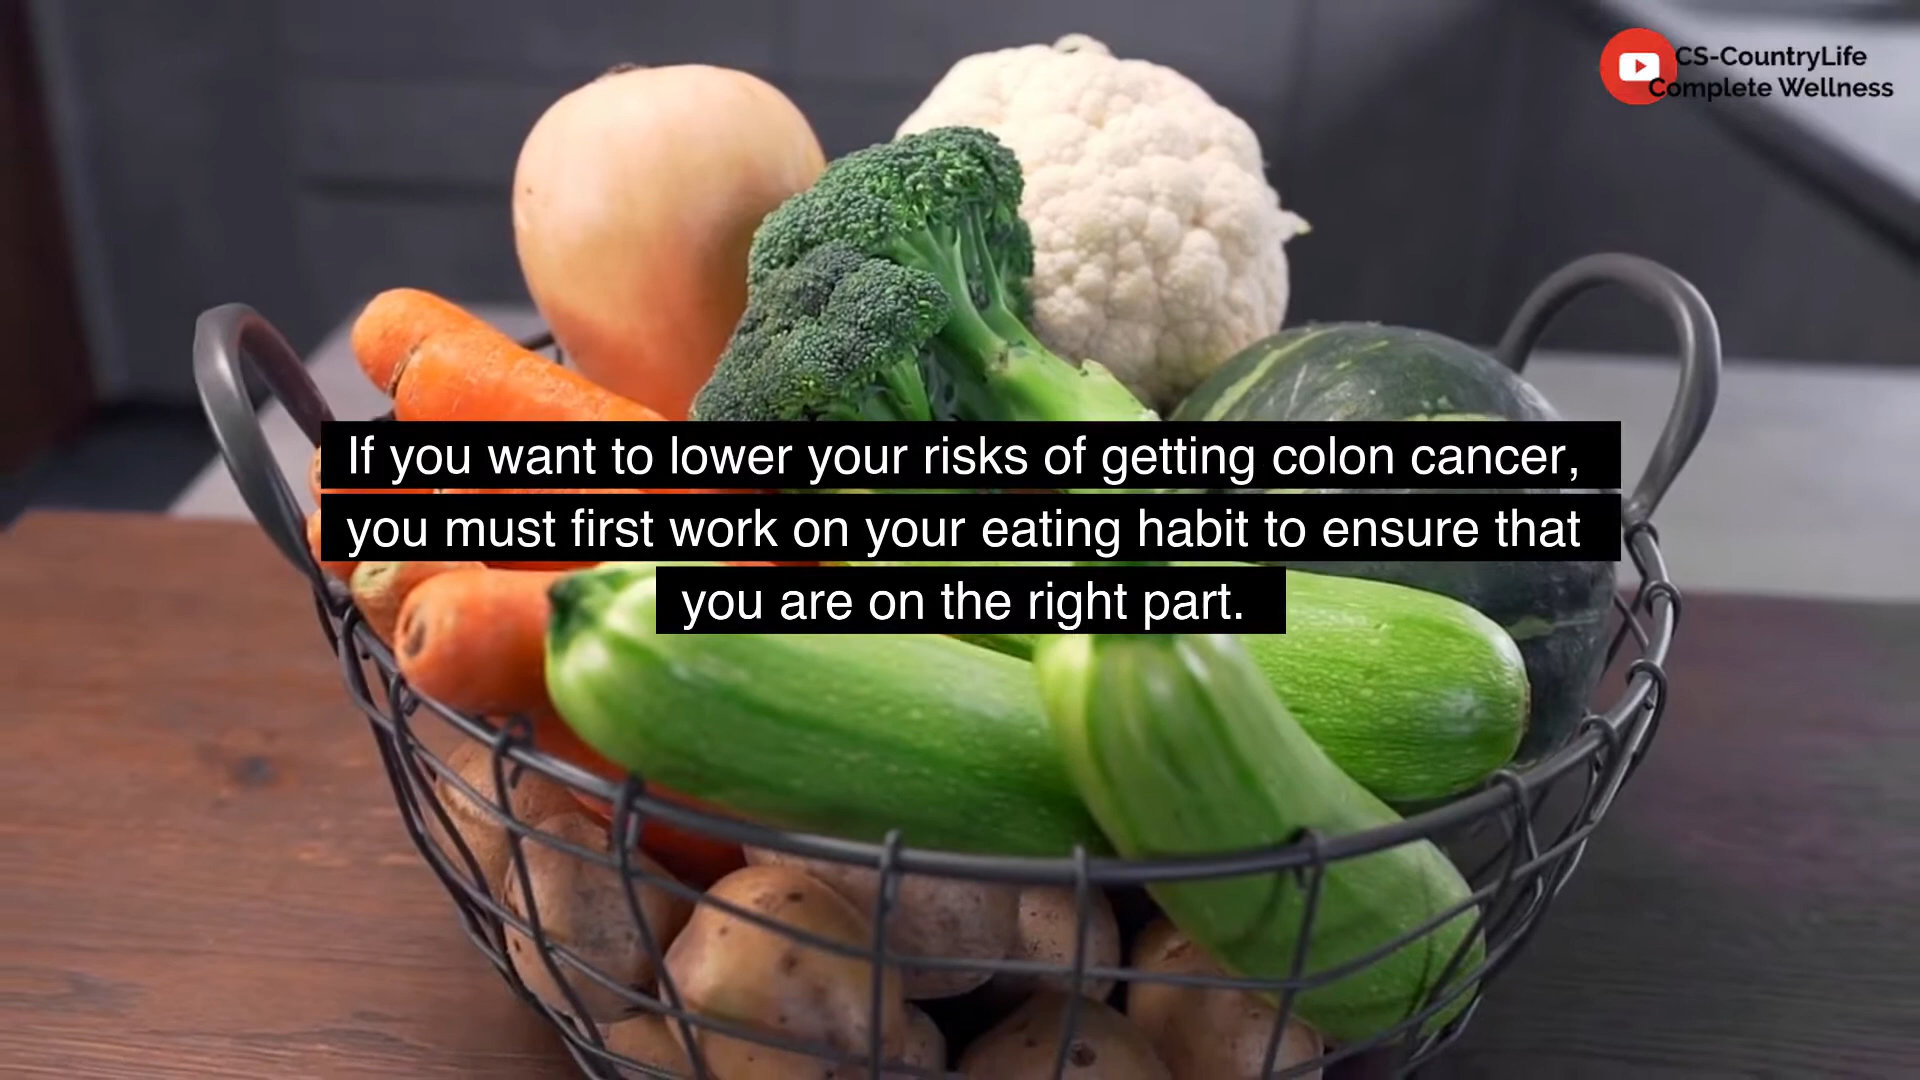 CS-CountryLife
Complete Wellness
If you want to lower your risks of getting colon cancer,
you must first work on your eating habit to ensure that
you are on the right part.